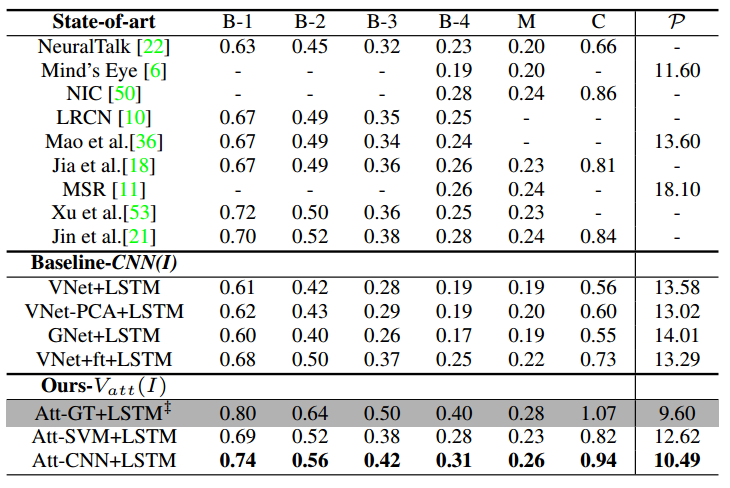 State-of-art B-1 B-2 B-3 B-4 M C 𝒫
NeuralTalk [22] 0.63 0.45 0.32 0.23 0.20 0.66 -
Mind's Eye [6] - - - 0.19 0.20 - 11.60
NIC [50] - - - 0.28 0.24 0.86 -
LRCN [10] 0.67 0.49 0.35 0.25 - - -
Mao et al.[36] 0.67 0.49 0.34 0.24 - - 13.60
Jia et al.[18] 0.67 0.49 0.36 0.26 0.23 0.81 -
MSR [11] - - - 0.26 0.24 - 18.10
Xu et al.[53] 0.72 0.50 0.36 0.25 0.23 - -
Jin et al.[21] 0.70 0.52 0.38 0.28 0.24 0.84 -
Baseline-CNN(I)
VNet+LSTM 0.61 0.42 0.28 0.19 0.19 0.56 13.58
VNet-PCA+LSTM 0.62 0.43 0.29 0.19 0.20 0.60 13.02
GNet+LSTM 0.60 0.40 0.26 0.17 0.19 0.55 14.01
VNet+ft+LSTM 0.68 0.50 0.37 0.25 0.22 0.73 13.29
Ours-V_att(I)
Att-GT+LSTM‡ 0.80 0.64 0.50 0.40 0.28 1.07 9.60
Att-SVM+LSTM 0.69 0.52 0.38 0.28 0.23 0.82 12.62
Att-CNN+LSTM 0.74 0.56 0.42 0.31 0.26 0.94 10.49